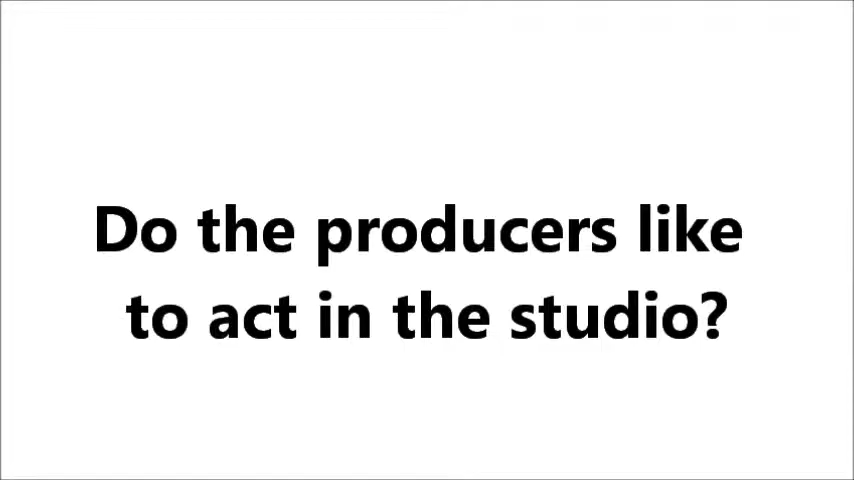 Do the producers like
to act in the studio?